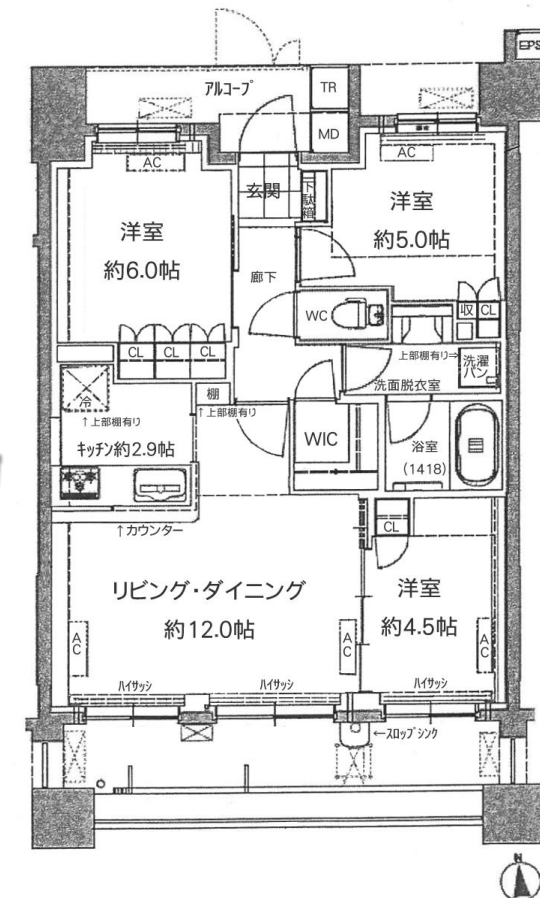 EPS
アルコープ
TR
MD
AC
玄関
下駄箱
AC
洋室
約6.0帖
洋室
約5.0帖
廊下
WC
収
CL
CL
CL
CL
上部棚有り⇒
洗濯
パン
洗面脱衣室
冷
棚
↑上部棚有り
↑上部棚有り
キッチン約2.9帖
WIC
浴室
(1418)
↑カウンター
CL
リビング・ダイニング
約12.0帖
洋室
約4.5帖
AC
AC
AC
ハイサッシ
ハイサッシ
ハイサッシ
←スロップシンク
N